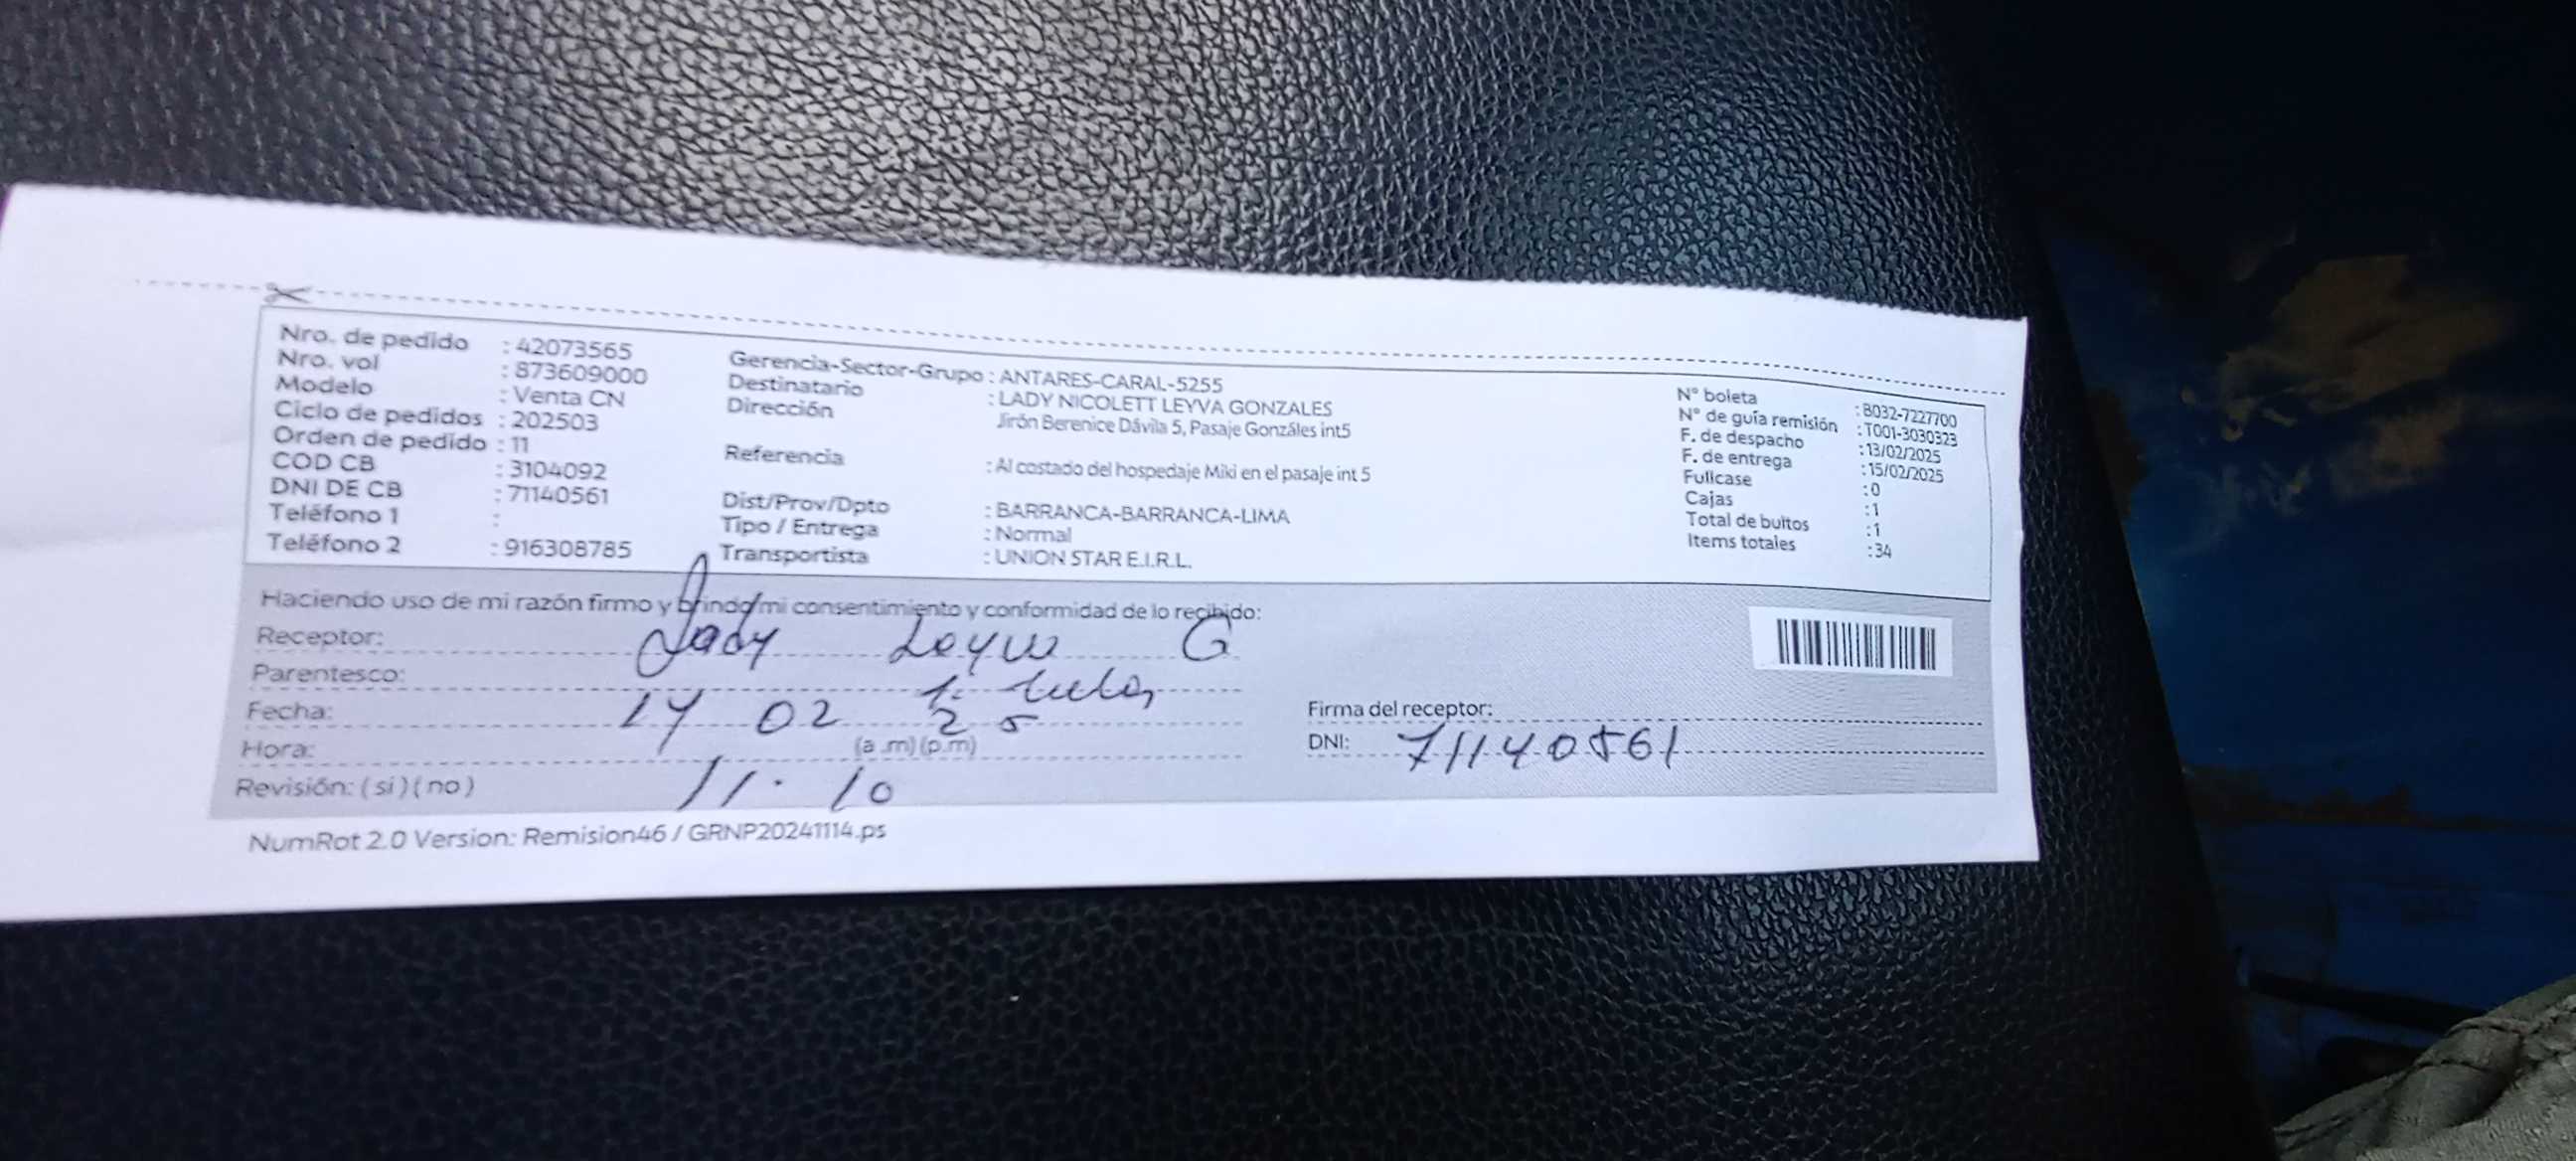 Nro. de pedido : 42073565
Nro. vol : 873609000
Modelo : Venta CN
Ciclo de pedidos : 202503
Orden de pedido : 11
COD CB : 3104092
DNI DE CB : 71140561
Teléfono 1 :
Teléfono 2 : 916308785
Gerencia-Sector-Grupo : ANTARES-CARAL-5255
Destinatario : LADY NICOLETT LEYVA GONZALES
Dirección Jirón Berenice Dávila 5, Pasaje Gonzáles int5
Referencia : Al costado del hospedaje Miki en el pasaje int 5
Dist/Prov/Dpto : BARRANCA-BARRANCA-LIMA
Tipo / Entrega : Normal
Transportista : UNION STAR E.I.R.L.
N° boleta : B032-7227700
N° de guía remisión : T001-3030323
F. de despacho : 13/02/2025
F. de entrega : 15/02/2025
Fullcase : 0
Cajas : 1
Total de bultos : 1
Items totales : 34
Haciendo uso de mi razón firmo y brindo mi consentimiento y conformidad de lo recibido:
Receptor: Lady Leyva G
Parentesco: titular
Fecha: 14 02 25
Hora: (a .m) (p.m)
11. 10
Revisión: ( si ) ( no )
Firma del receptor:
DNI: 71140561
NumRot 2.0 Version: Remision46 / GRNP20241114.ps